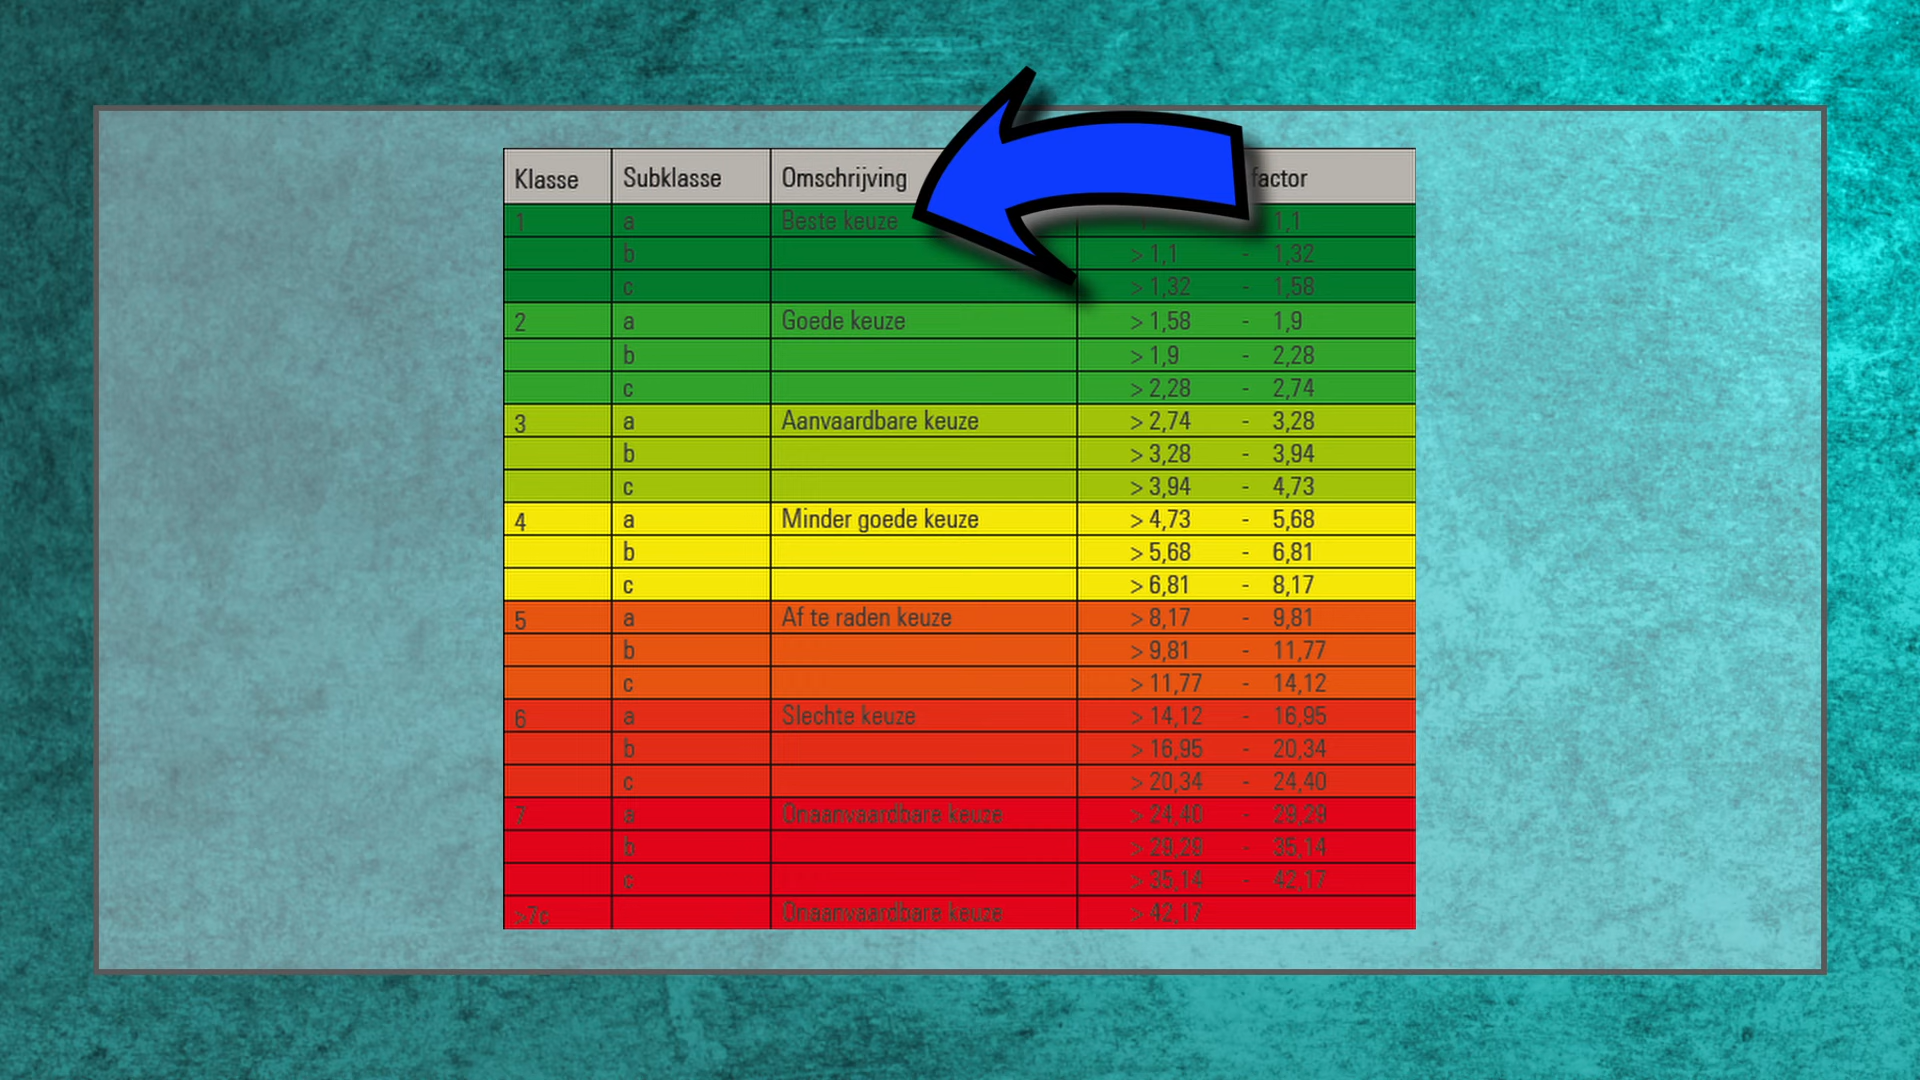 Klasse Subklasse Omschrijving factor
1 a Beste keuze 1,1
b > 1,1 - 1,32
c > 1,32 - 1,58
2 a Goede keuze > 1,58 - 1,9
b > 1,9 - 2,28
c > 2,28 - 2,74
3 a Aanvaardbare keuze > 2,74 - 3,28
b > 3,28 - 3,94
c > 3,94 - 4,73
4 a Minder goede keuze > 4,73 - 5,68
b > 5,68 - 6,81
c > 6,81 - 8,17
5 a Af te raden keuze > 8,17 - 9,81
b > 9,81 - 11,77
c > 11,77 - 14,12
6 a Slechte keuze > 14,12 - 16,95
b > 16,95 - 20,34
c > 20,34 - 24,40
7 a Onaanvaardbare keuze > 24,40 - 29,29
b > 29,29 - 35,14
c > 35,14 - 42,17
>7c Onaanvaardbare keuze > 42,17